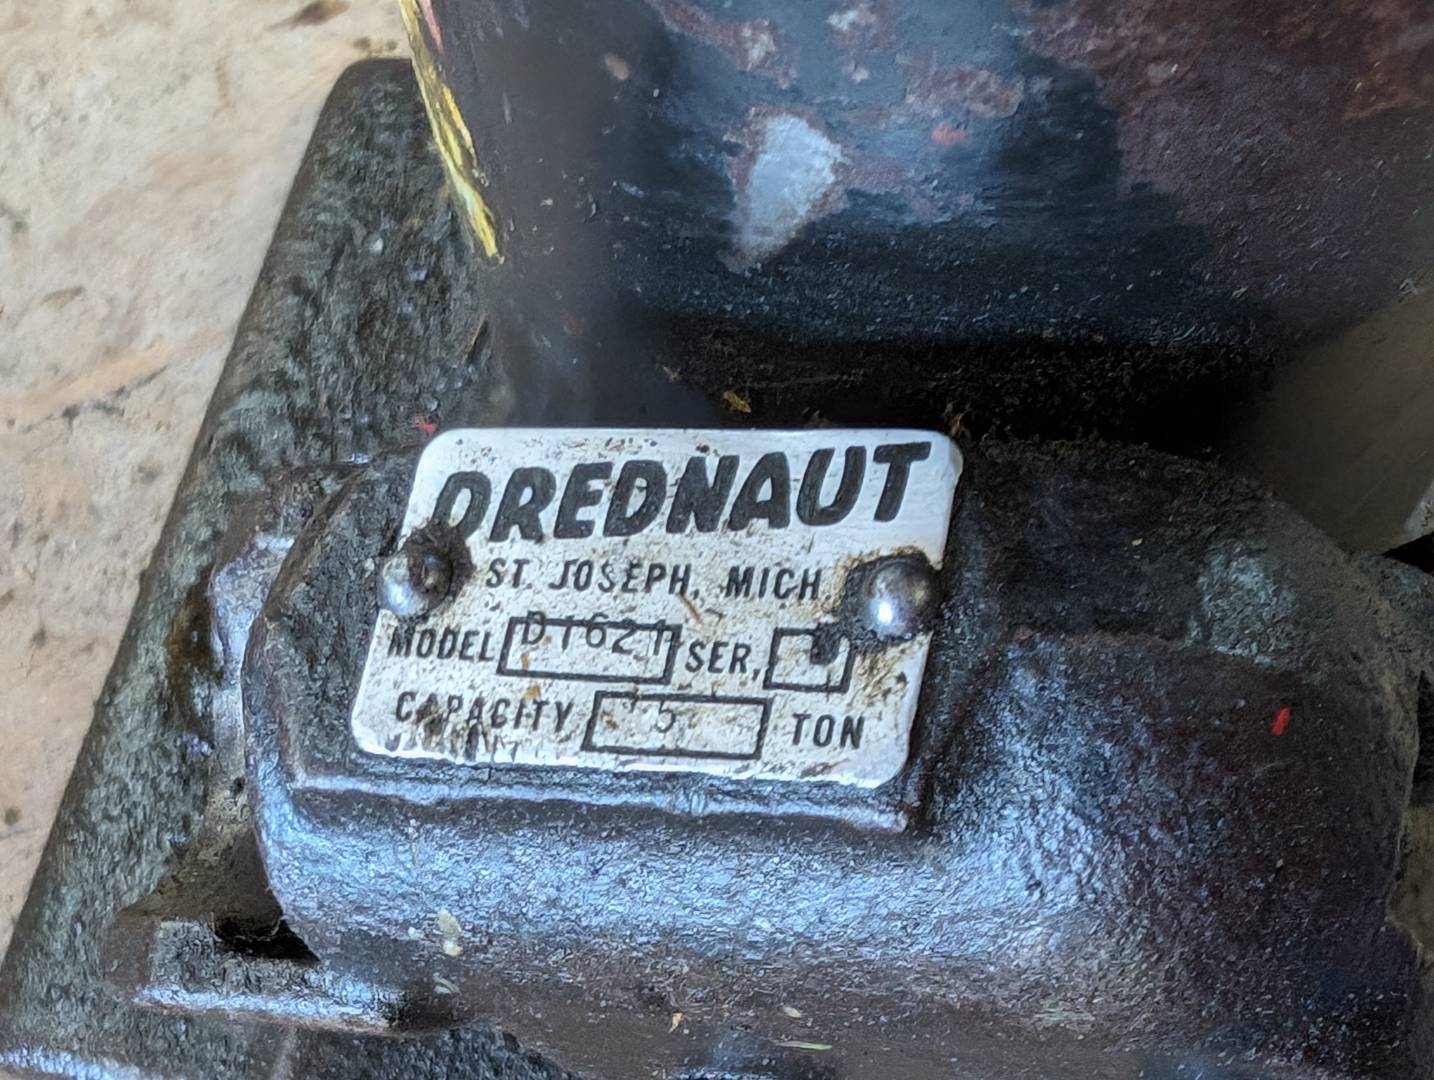 DREDNAUT
ST. JOSEPH, MICH.
MODEL D1621 SER.
CAPACITY 5 TON